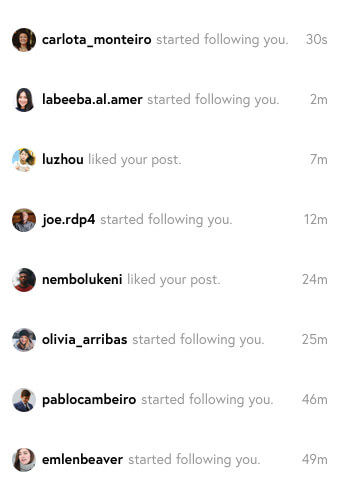 carlota_monteiro started following you. 30s
labeeba.al.amer started following you. 2m
luzhou liked your post. 7m
joe.rdp4 started following you. 12m
nembolukeni liked your post. 24m
olivia_arribas started following you. 25m
pablocambeiro started following you. 46m
emlenbeaver started following you. 49m